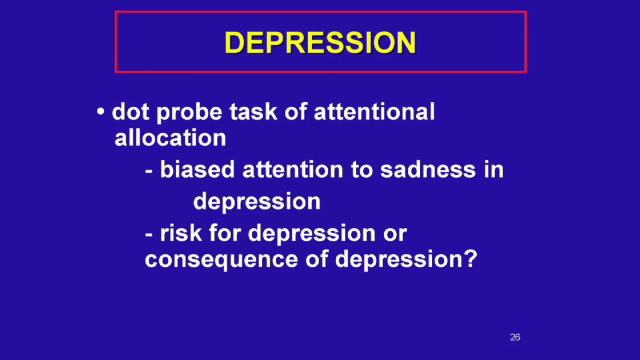 DEPRESSION
• dot probe task of attentional
allocation
- biased attention to sadness in
depression
- risk for depression or
consequence of depression?
26